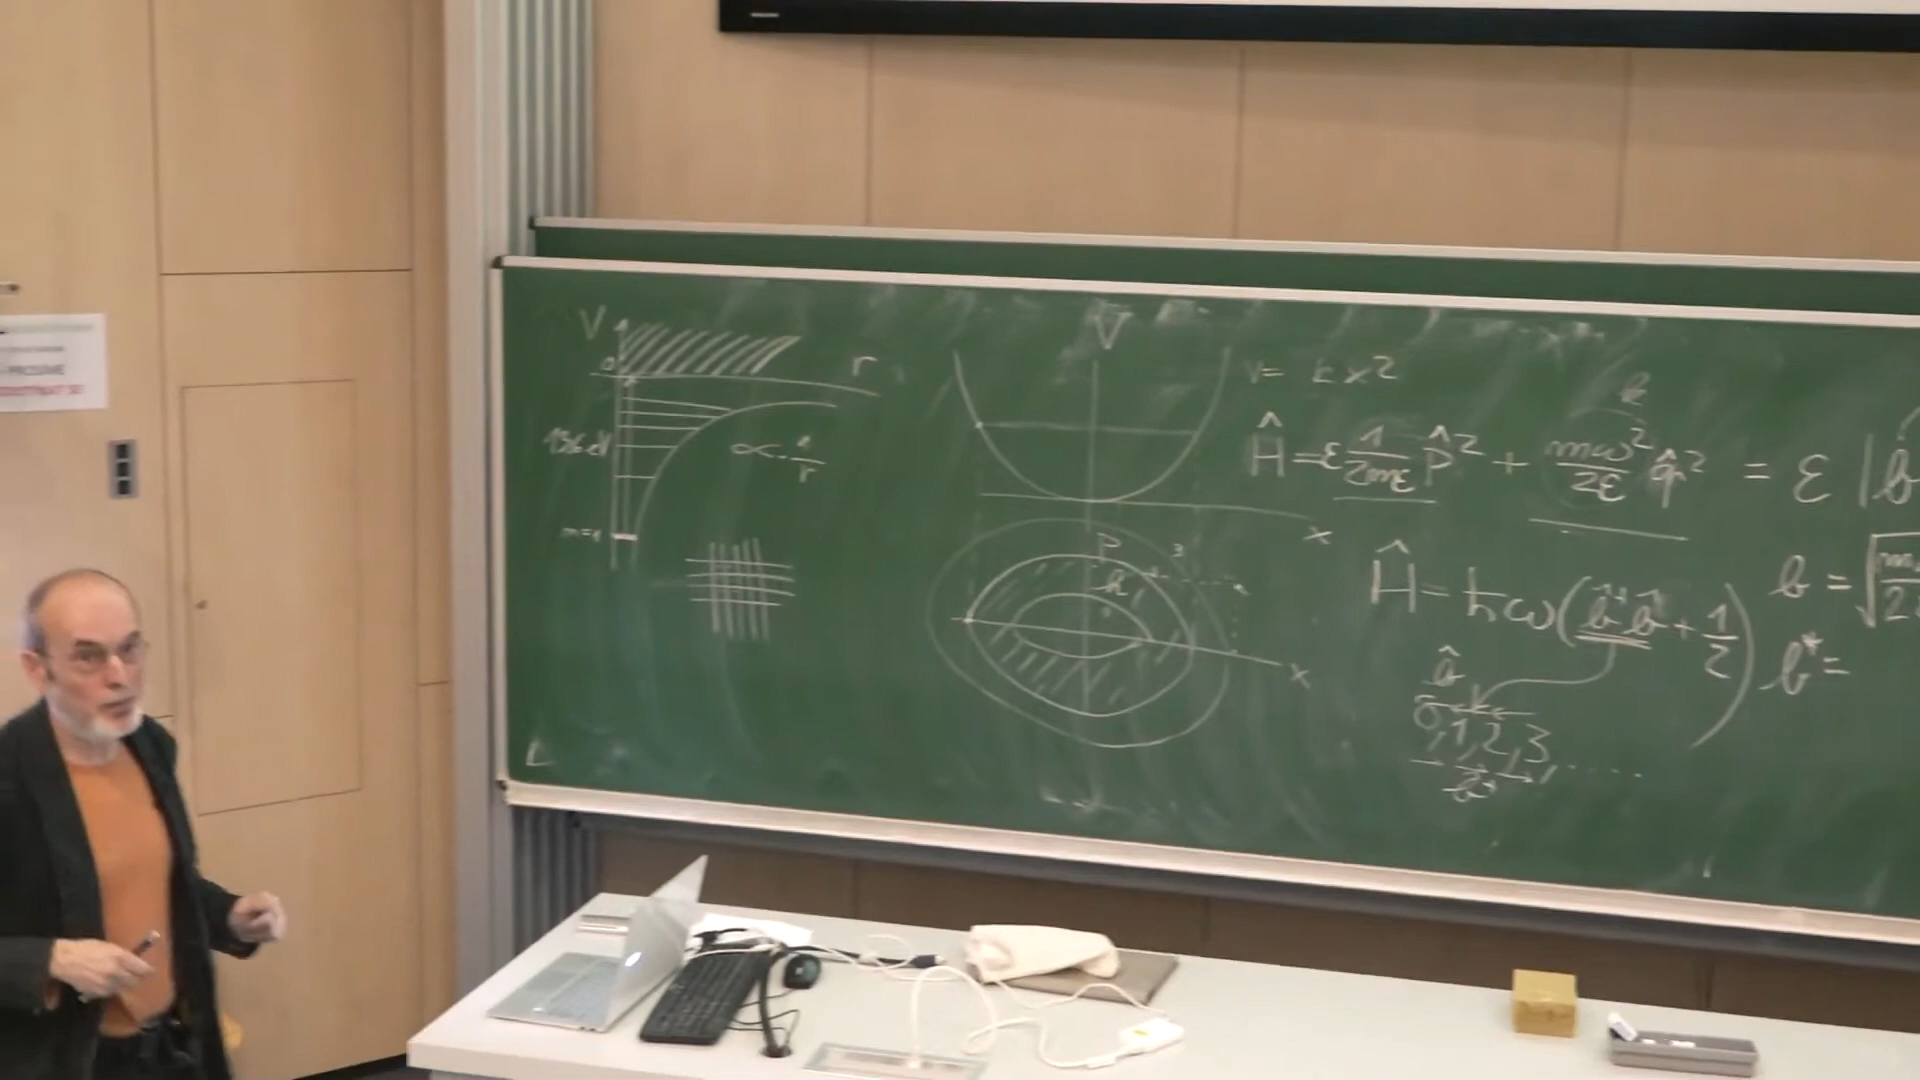 V
0
r
13,6 eV
∝ - 1/r
n=1
V
x
P
h
x
V = kx²
k
Ĥ = ε 1/2mε p̂² + mω²/2ε q̂² = ε | b
Ĥ = ħω(b̂⁺b̂ + 1/2)
b = √
b* =
b̂
0, 1, 2, 3, .....
b̂⁺